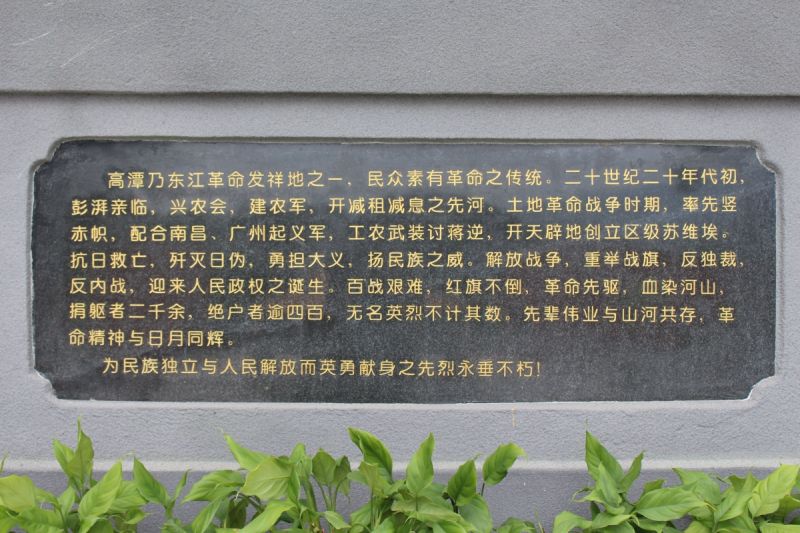 高潭乃东江革命发祥地之一，民众素有革命之传统。二十世纪二十年代初，
彭湃亲临，兴农会，建农军，开减租减息之先河。土地革命战争时期，率先竖
赤帜，配合南昌、广州起义军，工农武装讨蒋逆，开天辟地创立区级苏维埃。
抗日救亡，歼灭日伪，勇担大义，扬民族之威。解放战争，重举战旗，反独裁，
反内战，迎来人民政权之诞生。百战艰难，红旗不倒，革命先驱，血染河山，
捐躯者二千余，绝户者逾四百，无名英烈不计其数。先辈伟业与山河共存，革
命精神与日月同辉。
为民族独立与人民解放而英勇献身之先烈永垂不朽！